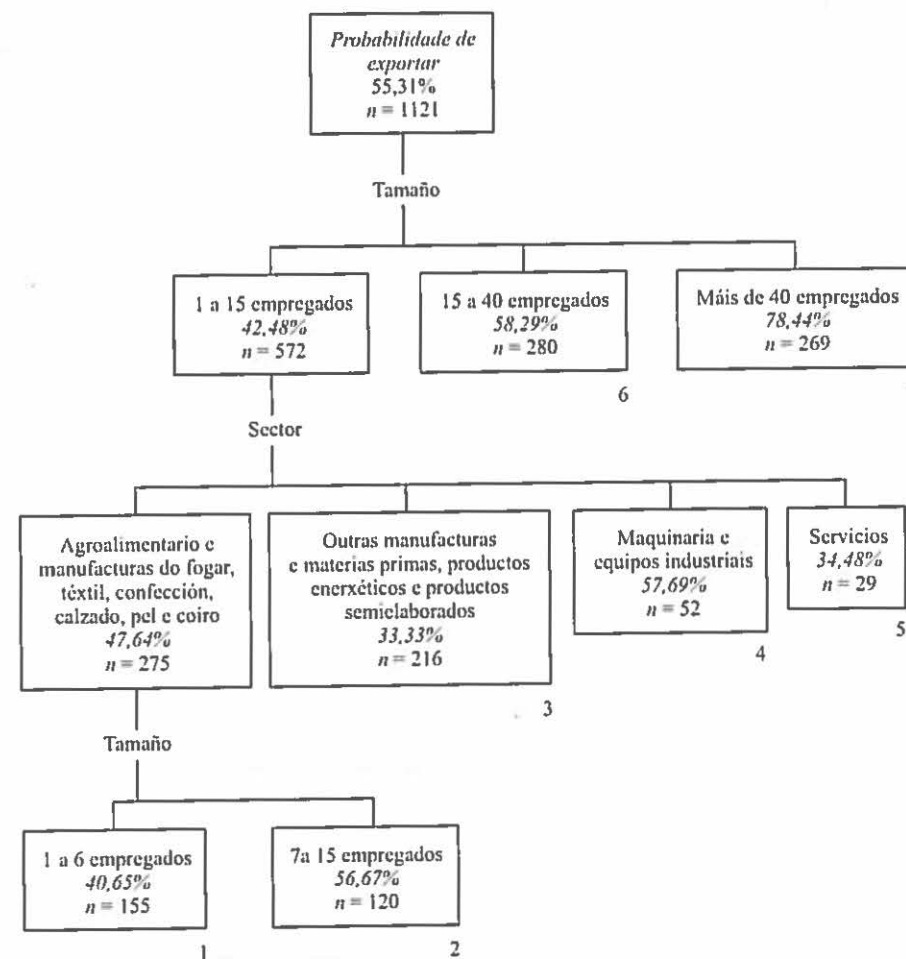 Probabilidade de
exportar
55,31%
n = 1121
Tamaño
1 a 15 empregados
42,48%
n = 572
15 a 40 empregados
58,29%
n = 280
6
Máis de 40 empregados
78,44%
n = 269
Sector
Agroalimentario e
manufacturas do fogar,
téxtil, confección,
calzado, pel e coiro
47,64%
n = 275
Outras manufacturas
e materias primas, productos
enerxéticos e productos
semielaborados
33,33%
n = 216
3
Maquinaria e
equipos industriais
57,69%
n = 52
4
Servicios
34,48%
n = 29
5
Tamaño
1 a 6 empregados
40,65%
n = 155
1
7a 15 empregados
56,67%
n = 120
2